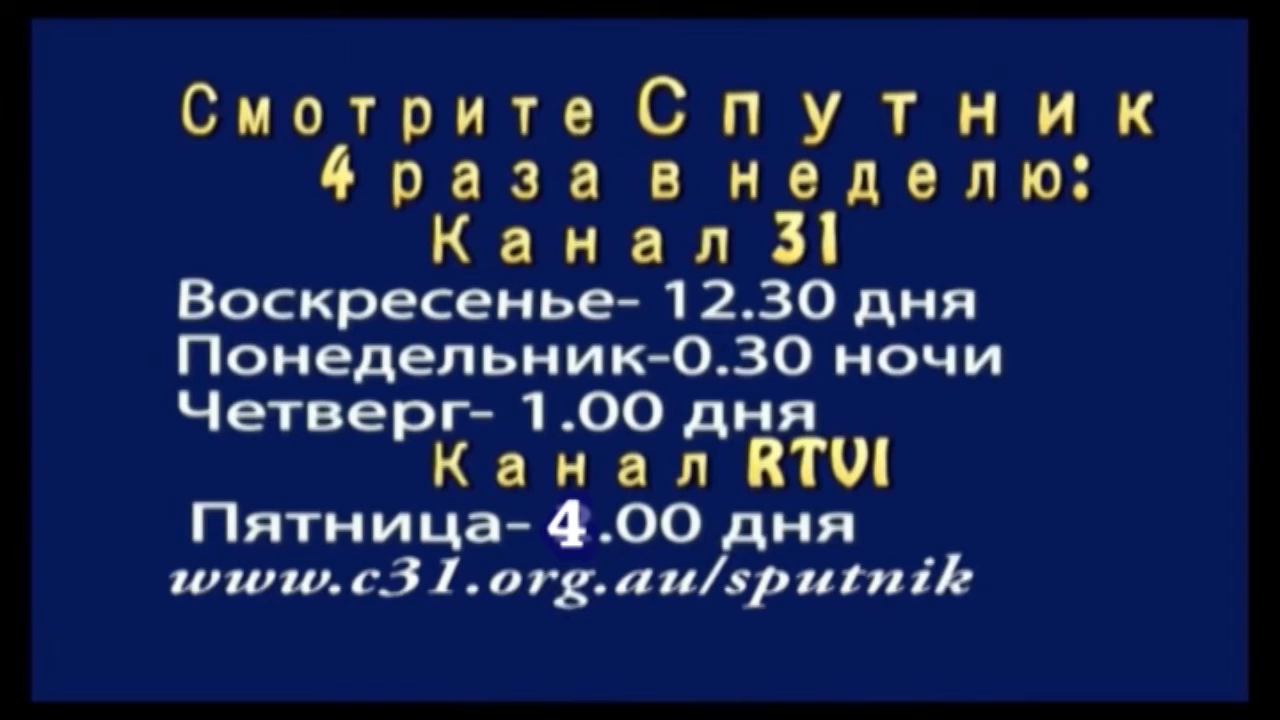 Смотрите Спутник
4 раза в неделю:
Канал 31
Воскресенье- 12.30 дня
Понедельник-0.30 ночи
Четверг- 1.00 дня
Канал RTVI
Пятница- 4.00 дня
www.c31.org.au/sputnik